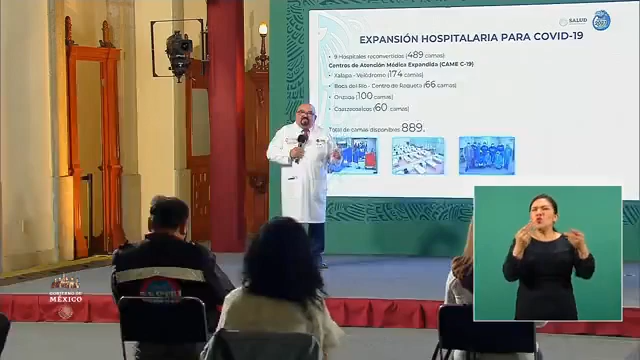 SALUD
EXPANSIÓN HOSPITALARIA PARA COVID-19
• 9 Hospitales reconvertidos (489 camas)
Centros de Atención Médica Expandida (CAME C-19)
• Xalapa - Velódromo (174 camas)
• Boca del Río - Centro de Raqueta (66 camas)
• Orizaba (100 camas)
• Coatzacoalcos (60 camas)
Total de camas disponibles 889.
GOBIERNO DE
MÉXICO